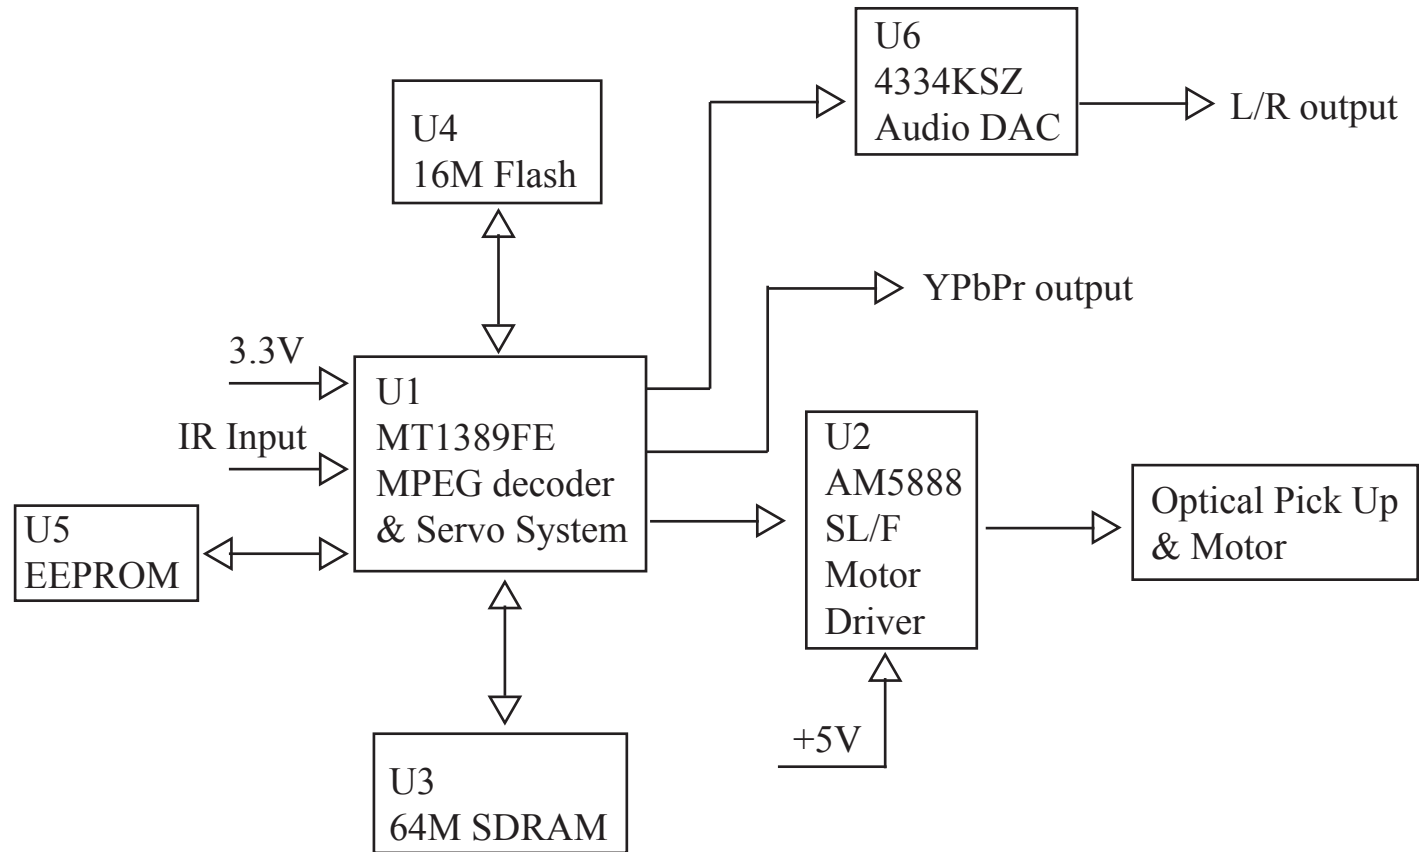 U6
4334KSZ
Audio DAC
L/R output
U4
16M Flash
YPbPr output
3.3V
IR Input
U1
MT1389FE
MPEG decoder
& Servo System
U2
AM5888
SL/F
Motor
Driver
Optical Pick Up
& Motor
U5
EEPROM
+5V
U3
64M SDRAM